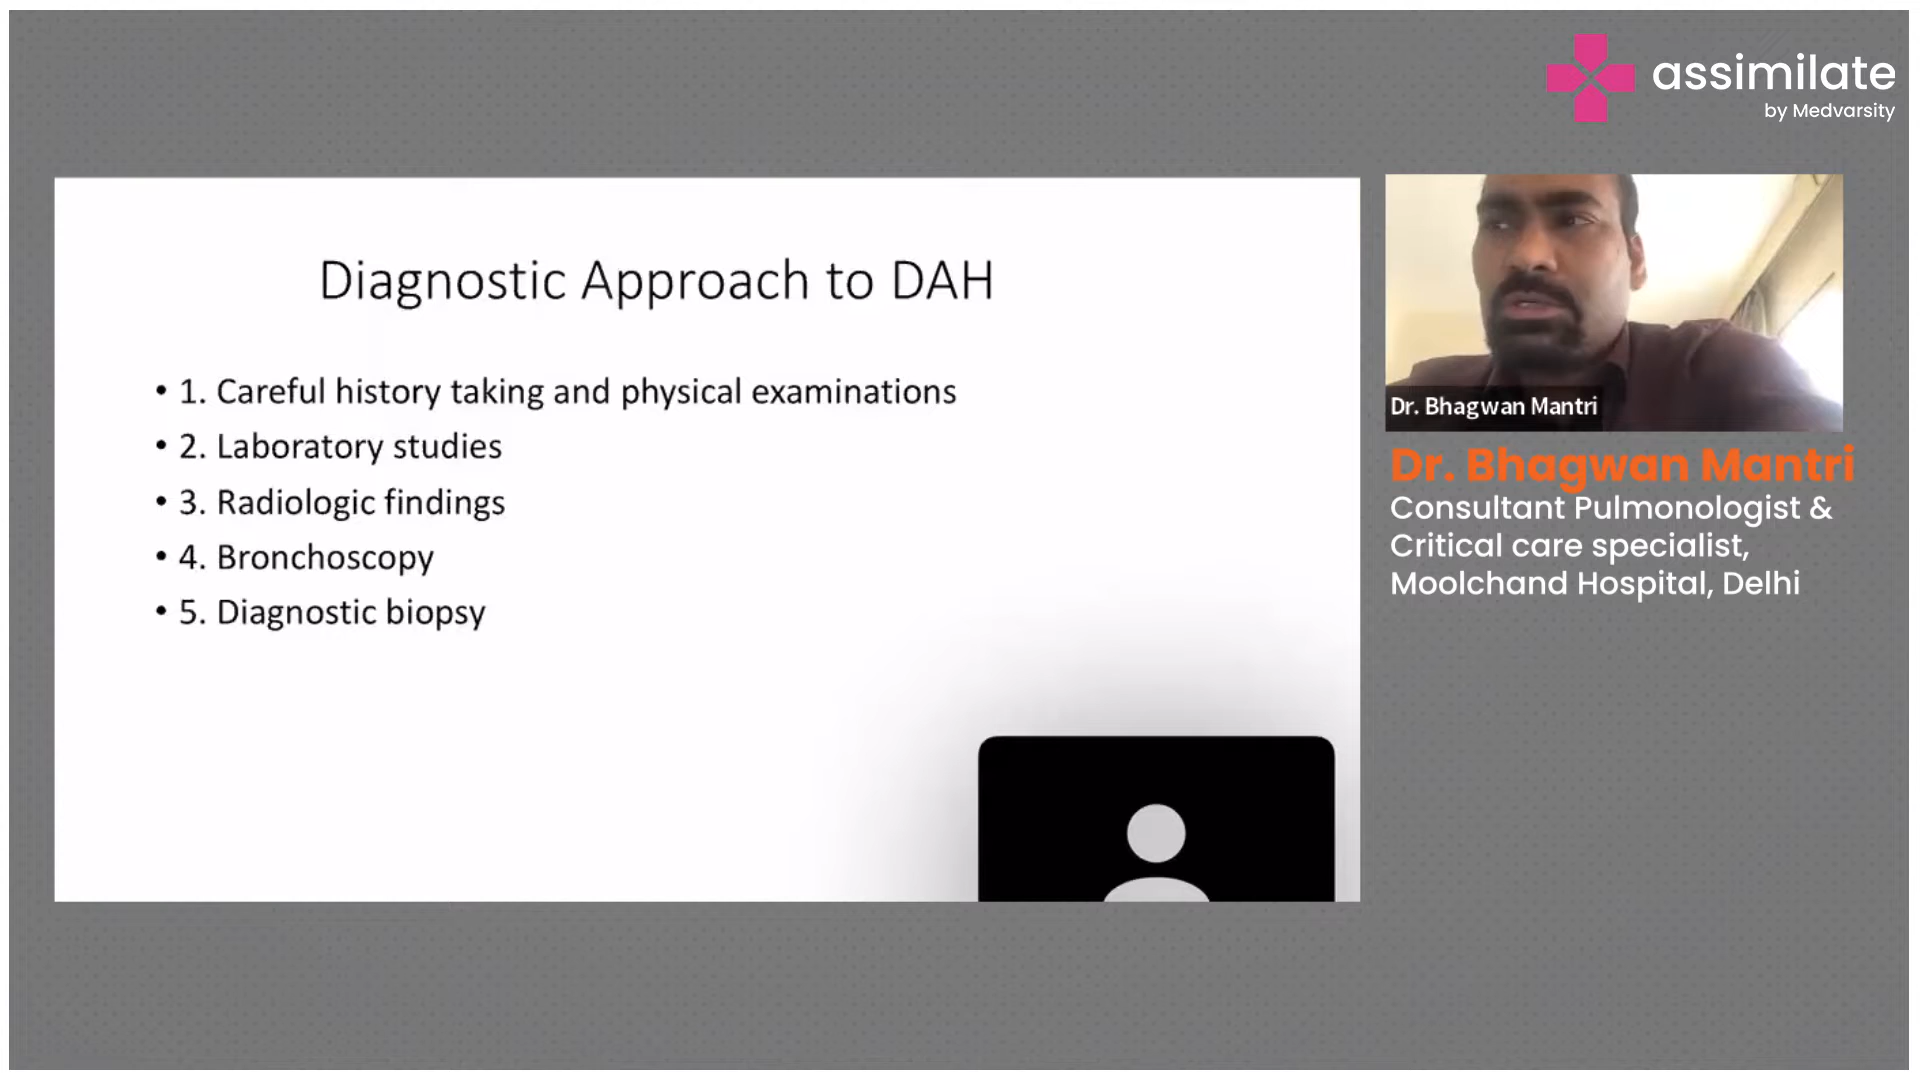 assimilate
by Medvarsity
Diagnostic Approach to DAH
• 1. Careful history taking and physical examinations
• 2. Laboratory studies
• 3. Radiologic findings
• 4. Bronchoscopy
• 5. Diagnostic biopsy
Dr. Bhagwan Mantri
Dr. Bhagwan Mantri
Consultant Pulmonologist &
Critical care specialist,
Moolchand Hospital, Delhi